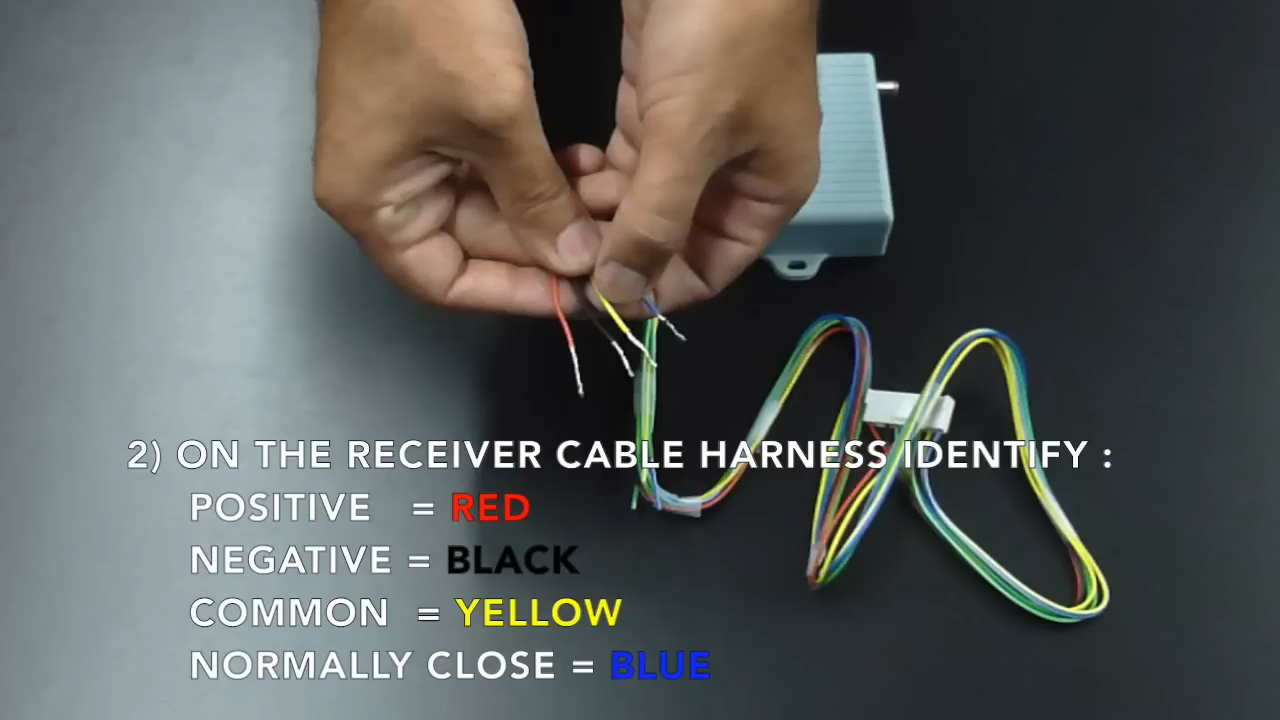 2) ON THE RECEIVER CABLE HARNESS IDENTIFY :
POSITIVE = RED
NEGATIVE = BLACK
COMMON = YELLOW
NORMALLY CLOSE = BLUE